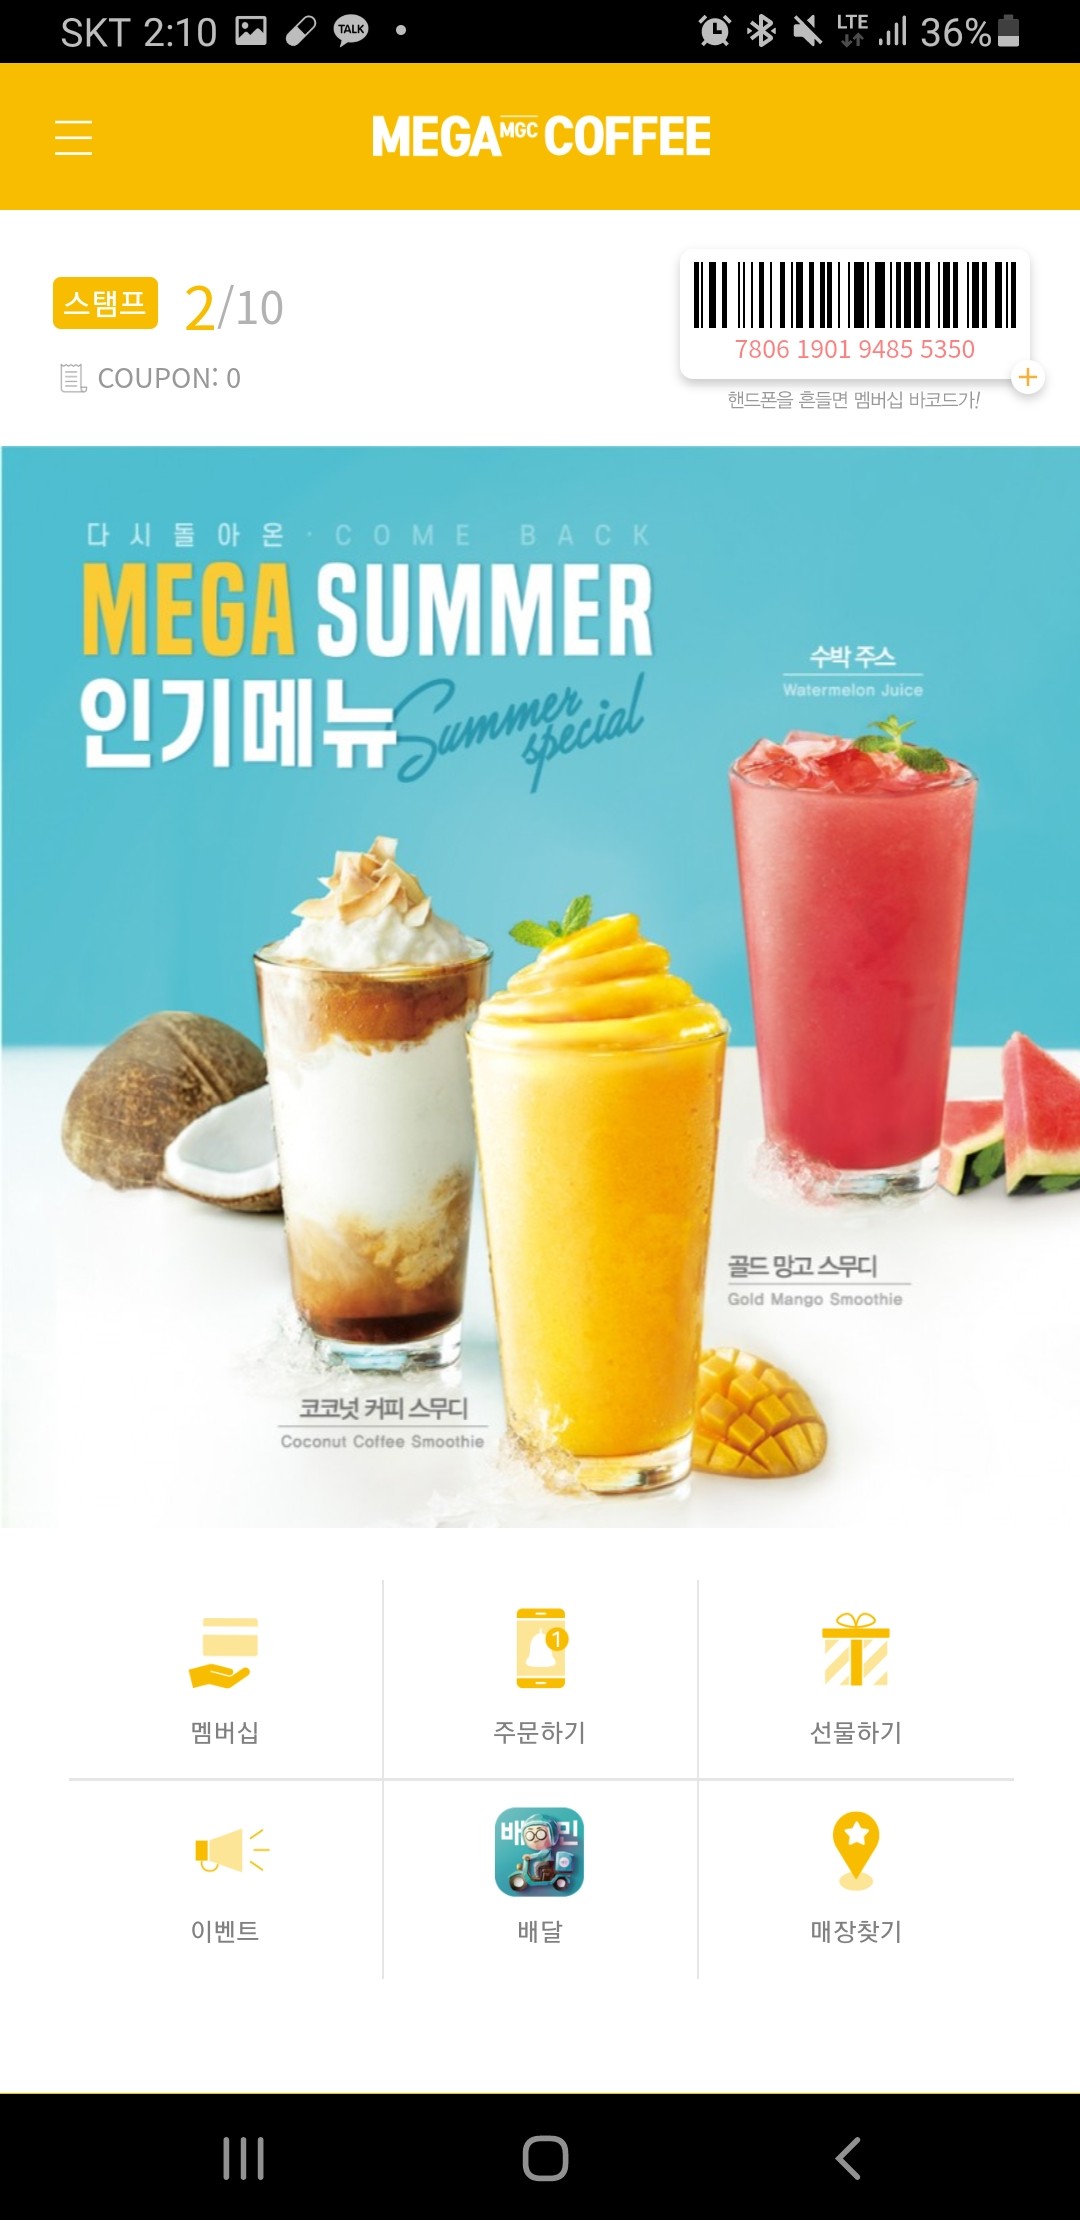 SKT 2:10 TALK LTE 36%
MEGA MGC COFFEE
스탬프 2/10
COUPON: 0
7806 1901 9485 5350
핸드폰을 흔들면 멤버십 바코드가!
다시돌아온·COME BACK
MEGA SUMMER
인기메뉴 Summer special
수박 주스
Watermelon Juice
골드 망고 스무디
Gold Mango Smoothie
코코넛 커피 스무디
Coconut Coffee Smoothie
1
멤버십 주문하기 선물하기
배민
이벤트 배달 매장찾기